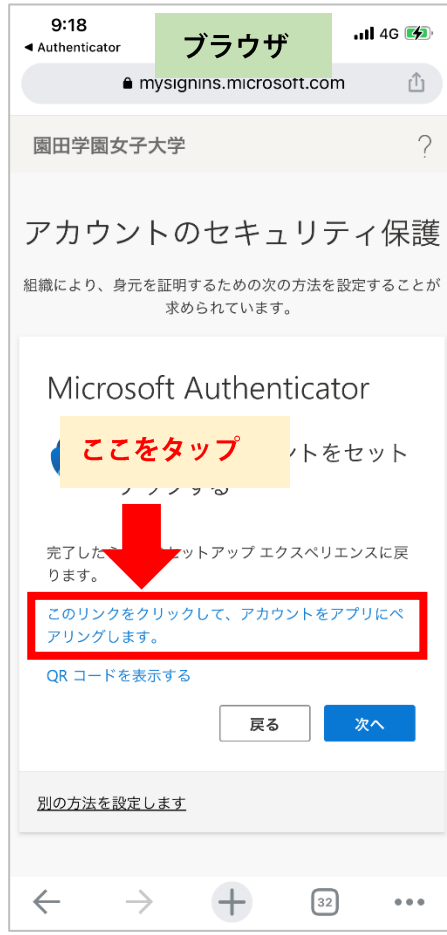 9:18
ブラウザ
4G
Authenticator
mysignins.microsoft.com
園田学園女子大学
?
アカウントのセキュリティ保護
組織により、身元を証明するための次の方法を設定することが
求められています。
Microsoft Authenticator
ここをタップ
ントをセット
アップする
完了した
セットアップ エクスペリエンスに戻
ります。
このリンクをクリックして、アカウントをアプリにペ
アリングします。
QR コードを表示する
戻る
次へ
別の方法を設定します
32